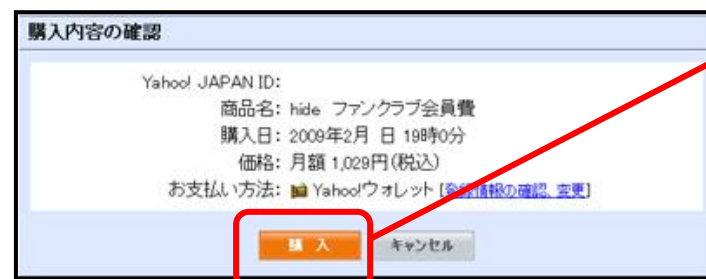 購入内容の確認
Yahoo! JAPAN ID:
商品名: hide ファンクラブ会員費
購入日: 2009年2月 日 19時0分
価格: 月額 1,029円(税込)
お支払い方法: Yahoo!ウォレット [登録情報の確認、変更]
購 入 キャンセル